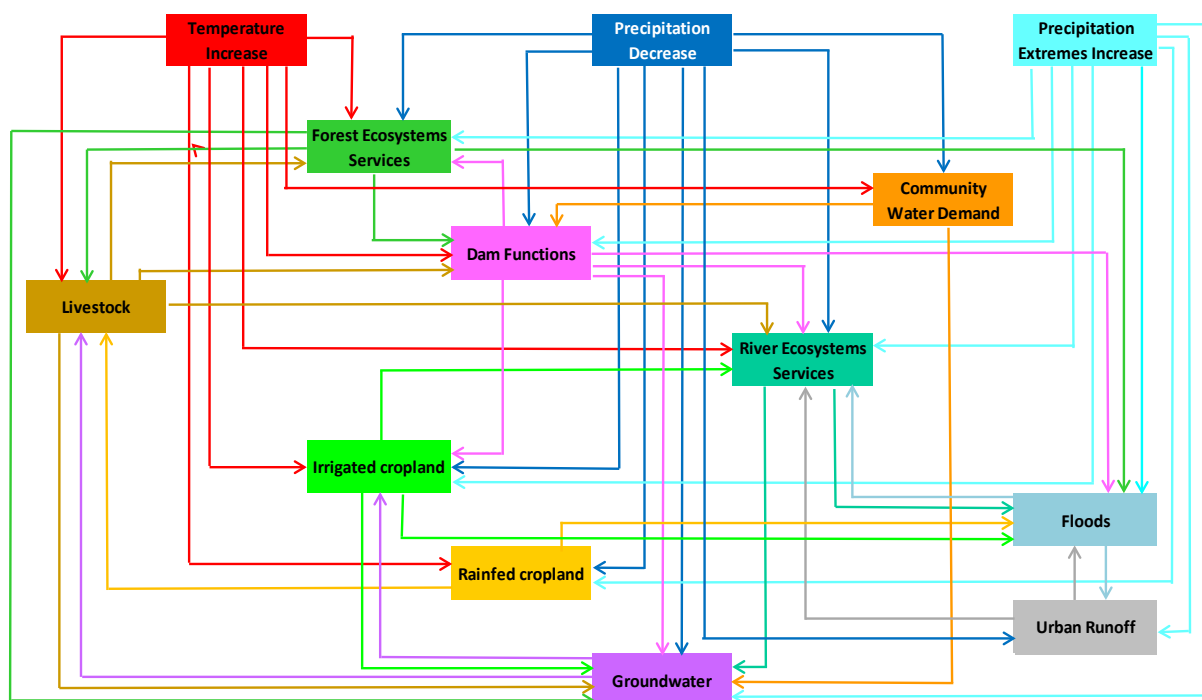 Temperature
Increase
Precipitation
Decrease
Precipitation
Extremes Increase
Forest Ecosystems
Services
Community
Water Demand
Dam Functions
Livestock
River Ecosystems
Services
Irrigated cropland
Floods
Rainfed cropland
Urban Runoff
Groundwater